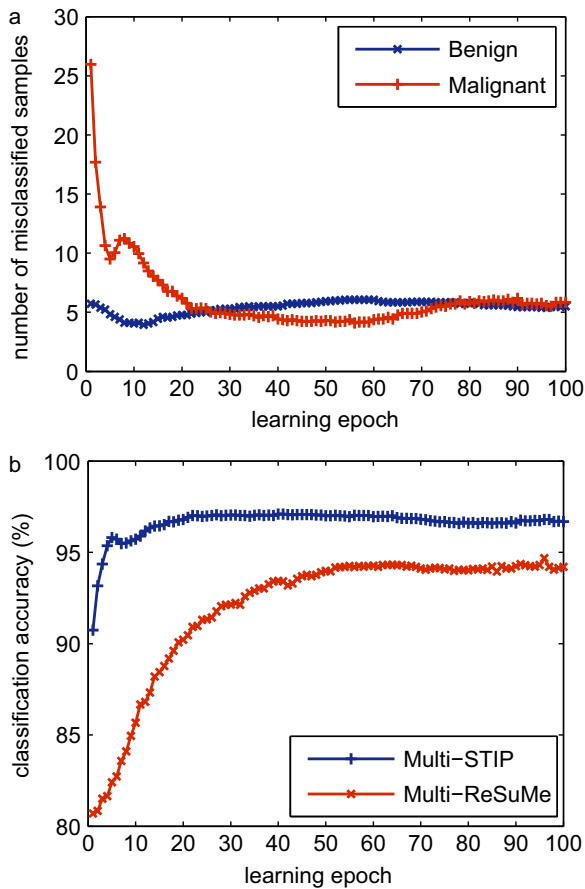 a
30
25
20
15
10
5
0
number of misclassified samples
Benign
Malignant
0 10 20 30 40 50 60 70 80 90 100
learning epoch
b
100
95
90
85
80
classification accuracy (%)
Multi−STIP
Multi−ReSuMe
0 10 20 30 40 50 60 70 80 90 100
learning epoch